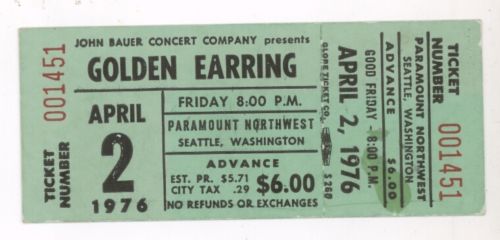 001451
TICKET
NUMBER
JOHN BAUER CONCERT COMPANY presents
GOLDEN EARRING
APRIL
2
1976
FRIDAY 8:00 P.M.
PARAMOUNT NORTHWEST
SEATTLE, WASHINGTON
ADVANCE
EST. PR. $5.71
CITY TAX .29
$6.00
NO REFUNDS OR EXCHANGES
GLOBE TICKET CO.
S 260
APRIL 2, 1976
GOOD FRIDAY - 8:00 P.M.
ADVANCE
$6.00
PARAMOUNT NORTHWEST
SEATTLE, WASHINGTON
TICKET
NUMBER
001451